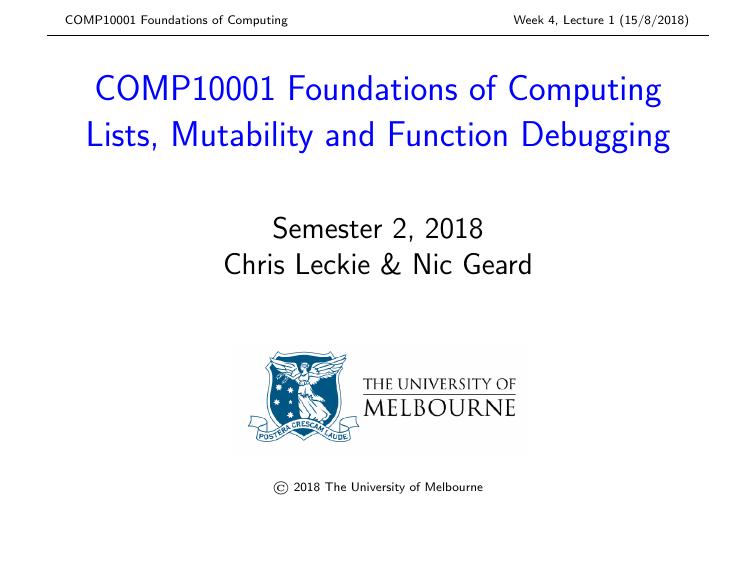 COMP10001 Foundations of Computing Week 4, Lecture 1 (15/8/2018)
COMP10001 Foundations of Computing
Lists, Mutability and Function Debugging
Semester 2, 2018
Chris Leckie & Nic Geard
THE UNIVERSITY OF
MELBOURNE
POSTERA CRESCAM LAUDE
© 2018 The University of Melbourne